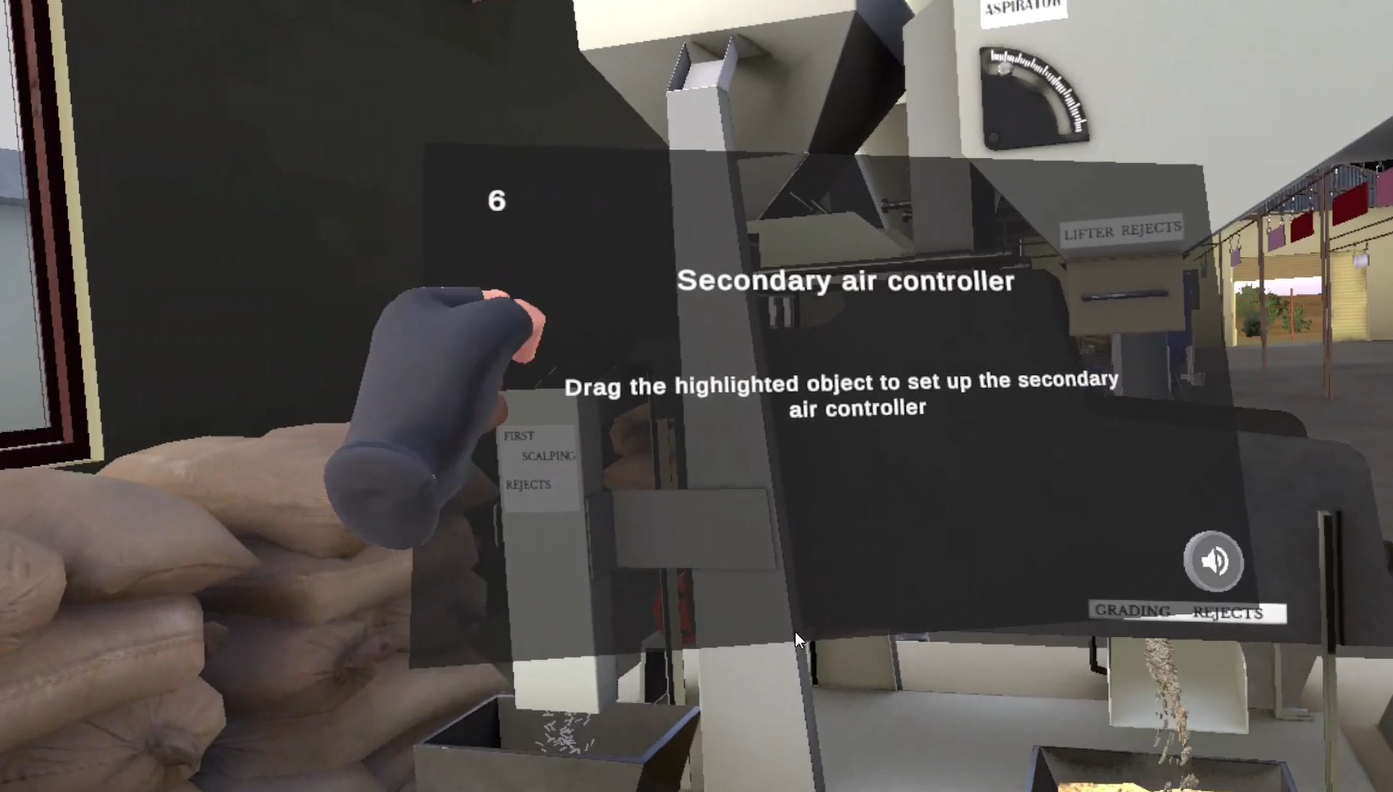 ASPIRATOR
6
LIFTER REJECTS
Secondary air controller
Drag the highlighted object to set up the secondary
air controller
FIRST
SCALPING
REJECTS
GRADING REJECTS